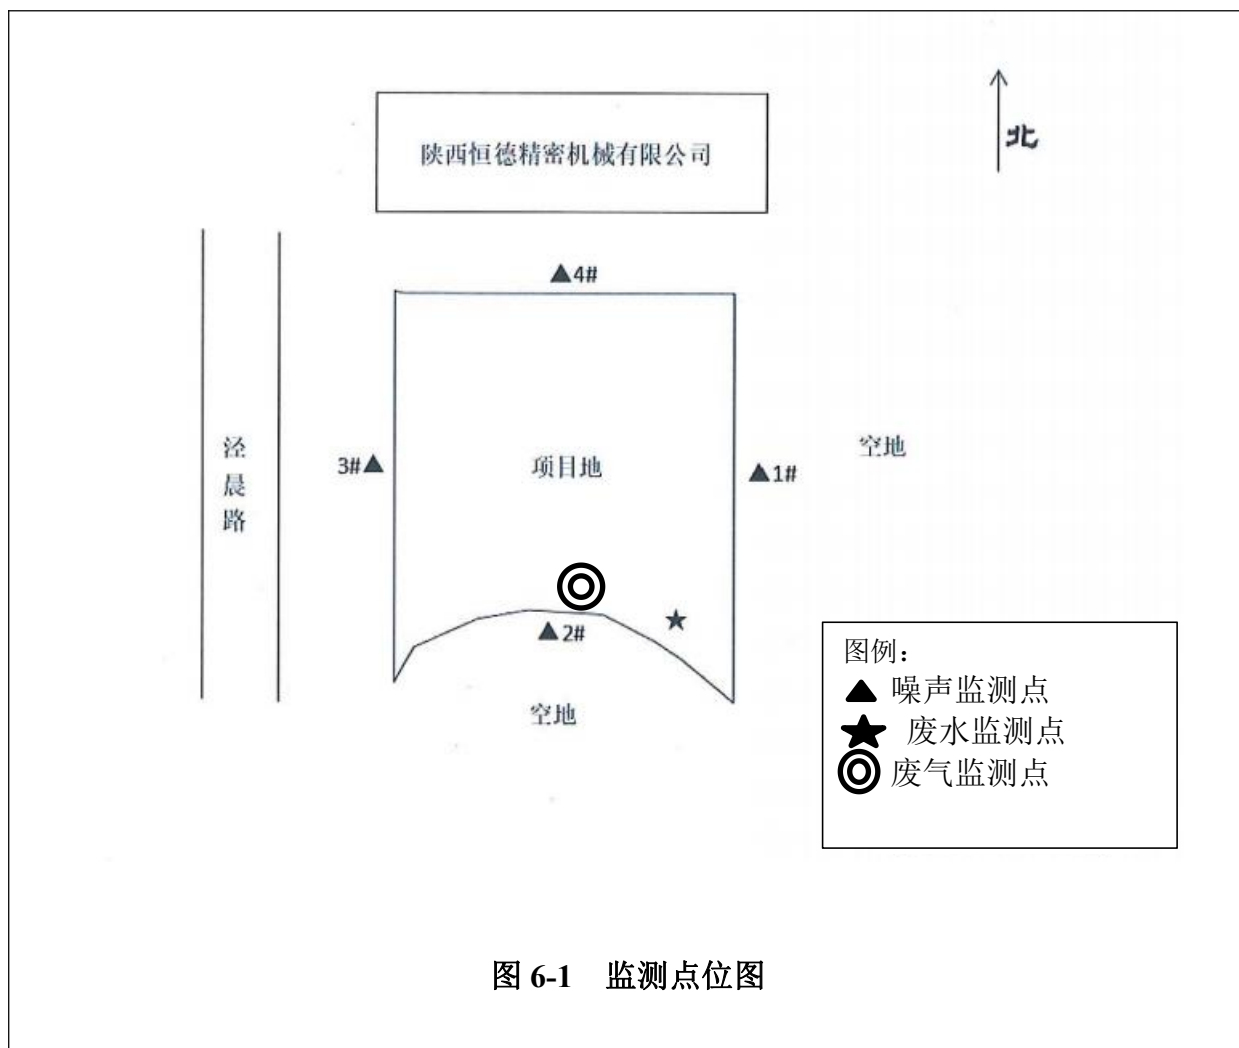 陕西恒德精密机械有限公司
北
▲4#
泾晨路
3#▲
项目地
▲1#
空地
▲2#
空地
图例：
▲ 噪声监测点
★ 废水监测点
◎ 废气监测点
图 6-1 监测点位图